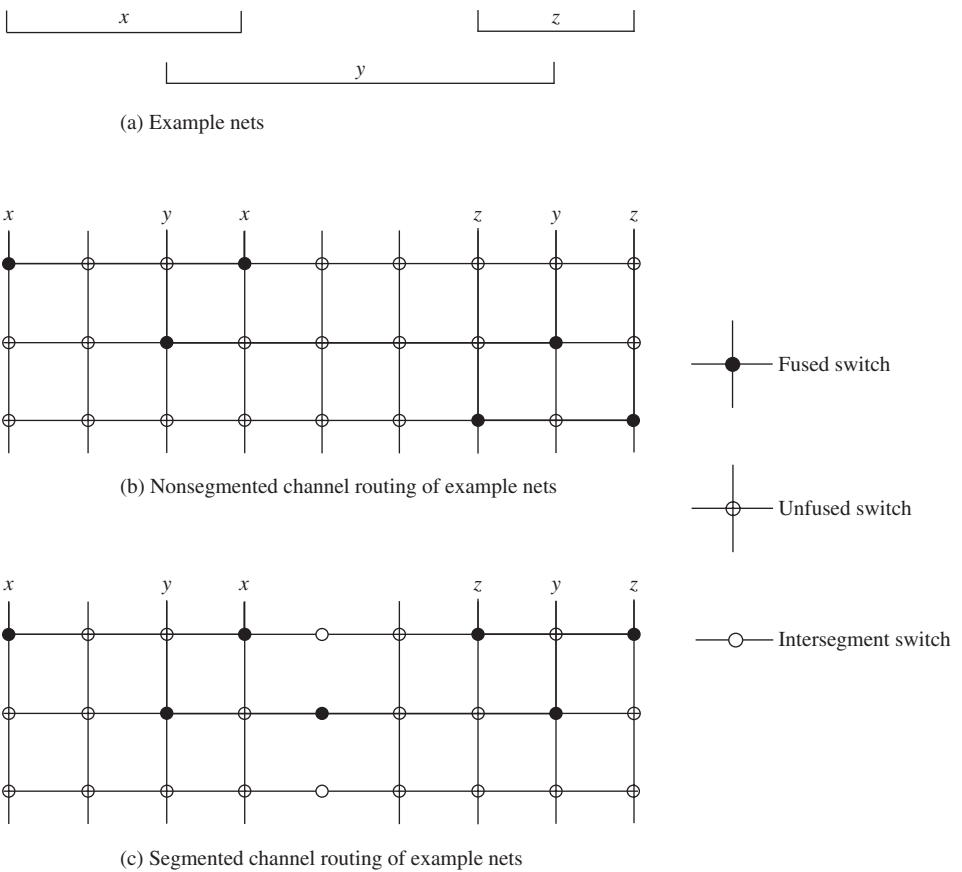 x z
y
(a) Example nets
x y x z y z
(b) Nonsegmented channel routing of example nets
Fused switch
Unfused switch
Intersegment switch
x y x z y z
(c) Segmented channel routing of example nets